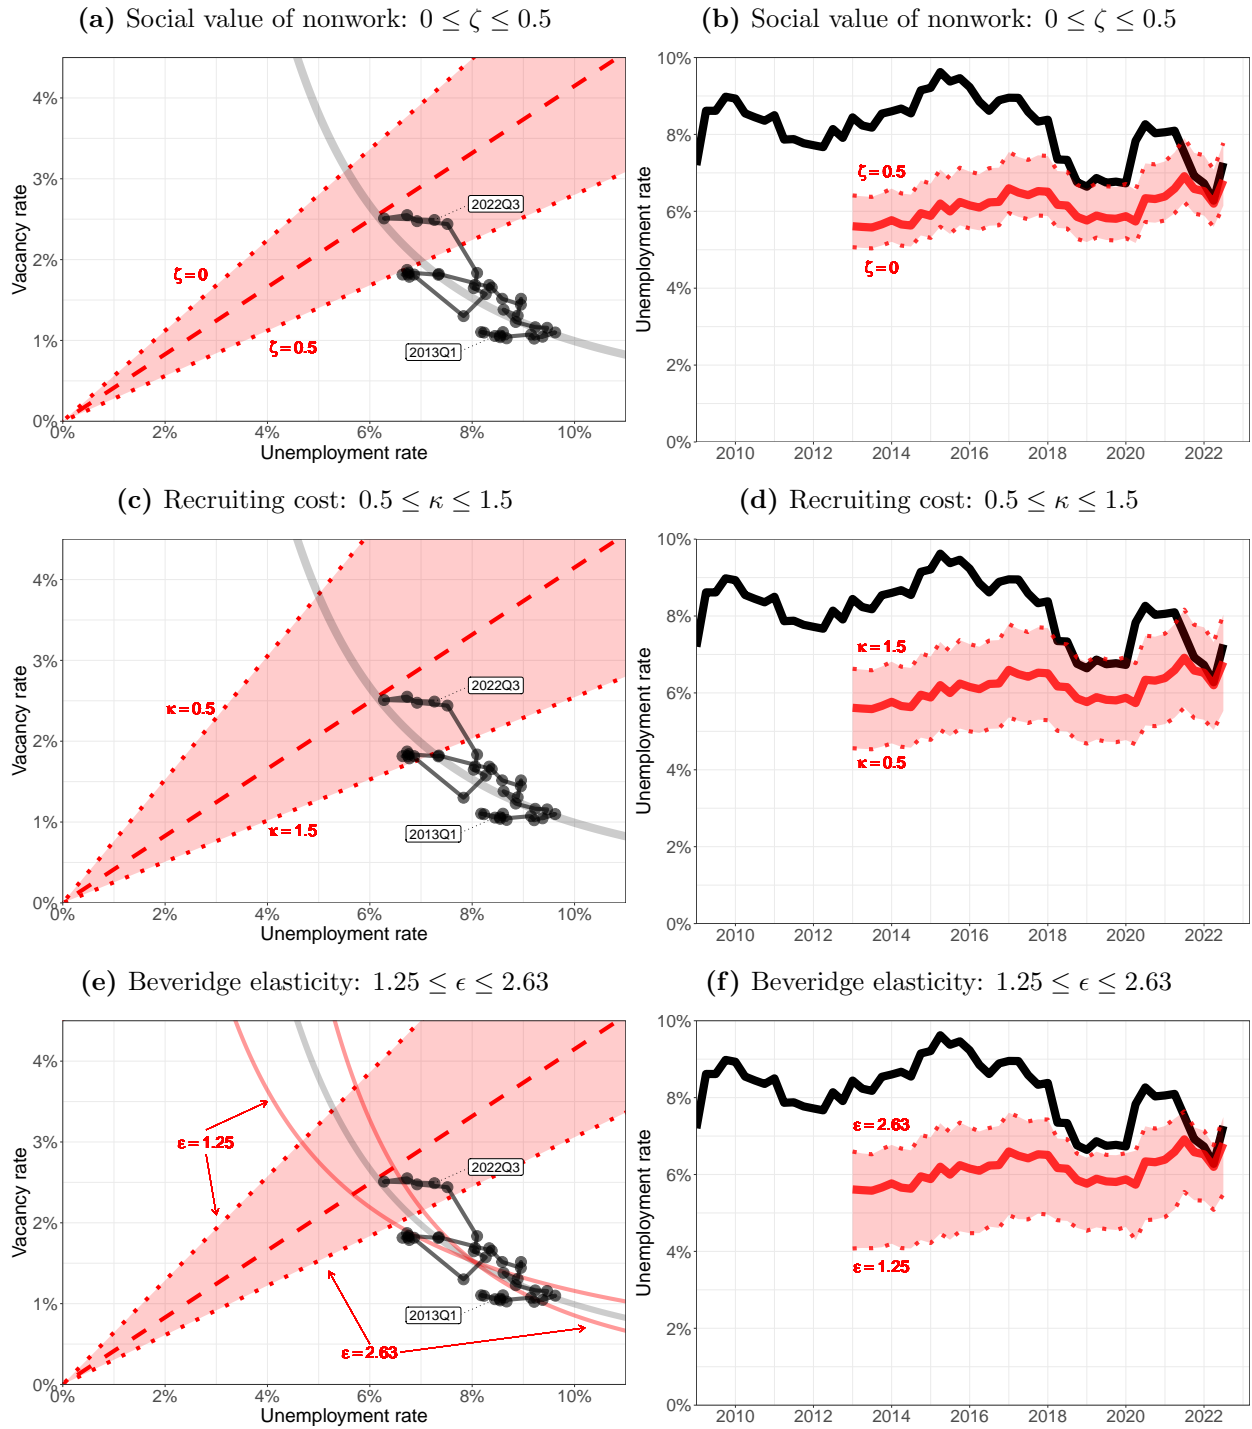 (a) Social value of nonwork: 0 ≤ ζ ≤ 0.5
4%
3%
2%
1%
0%
Vacancy rate
2022Q3
ζ=0
ζ=0.5
2013Q1
0% 2% 4% 6% 8% 10%
Unemployment rate
(b) Social value of nonwork: 0 ≤ ζ ≤ 0.5
10%
8%
6%
4%
2%
0%
Unemployment rate
ζ=0.5
ζ=0
2010 2012 2014 2016 2018 2020 2022
(c) Recruiting cost: 0.5 ≤ κ ≤ 1.5
4%
3%
2%
1%
0%
Vacancy rate
2022Q3
κ=0.5
κ=1.5
2013Q1
0% 2% 4% 6% 8% 10%
Unemployment rate
(d) Recruiting cost: 0.5 ≤ κ ≤ 1.5
10%
8%
6%
4%
2%
0%
Unemployment rate
κ=1.5
κ=0.5
2010 2012 2014 2016 2018 2020 2022
(e) Beveridge elasticity: 1.25 ≤ ϵ ≤ 2.63
4%
3%
2%
1%
0%
Vacancy rate
ε=1.25
2022Q3
2013Q1
ε=2.63
0% 2% 4% 6% 8% 10%
Unemployment rate
(f) Beveridge elasticity: 1.25 ≤ ϵ ≤ 2.63
10%
8%
6%
4%
2%
0%
Unemployment rate
ε=2.63
ε=1.25
2010 2012 2014 2016 2018 2020 2022